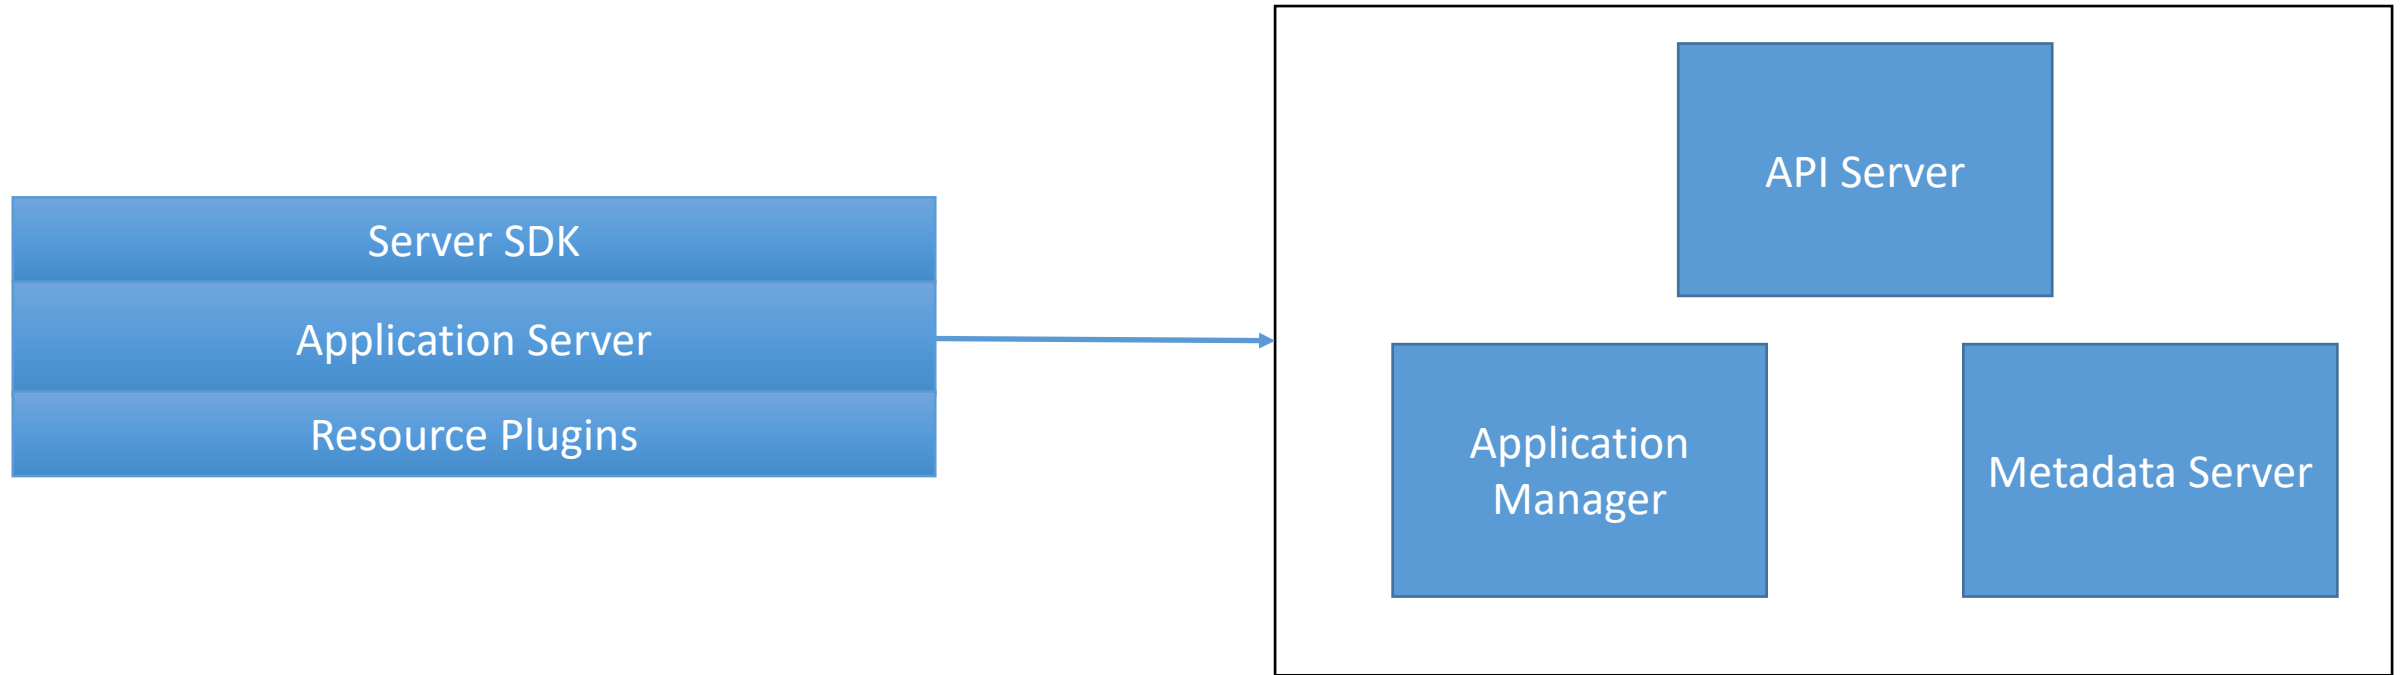 Server SDK
Application Server
Resource Plugins
API Server
Application
Manager
Metadata Server